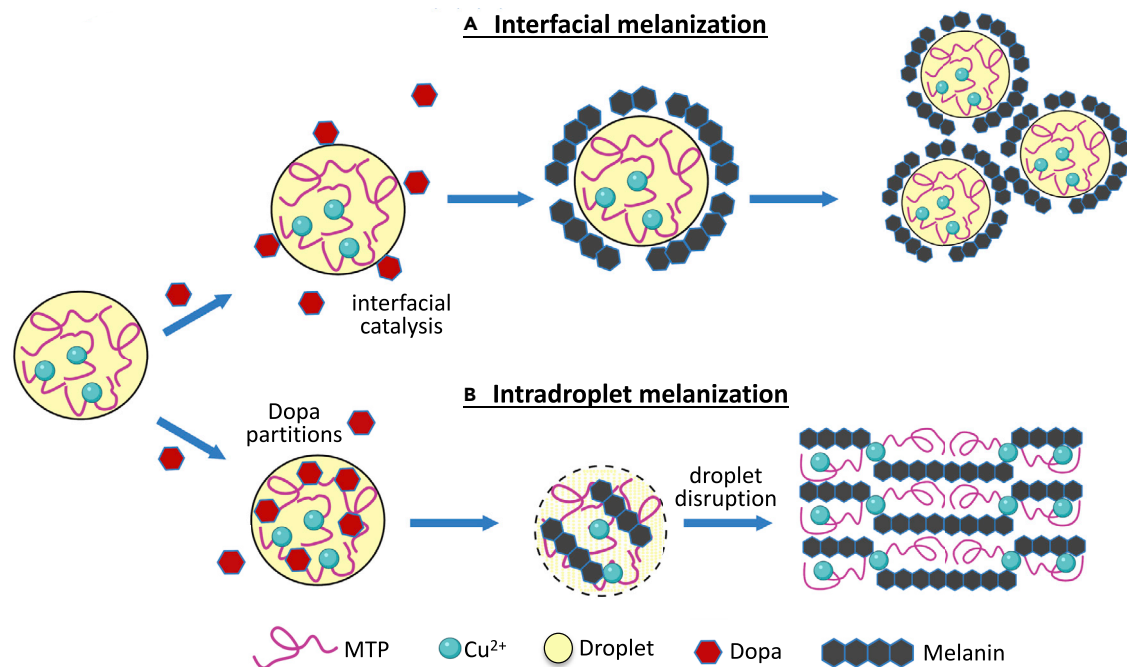 A Interfacial melanization
interfacial
catalysis
B Intradroplet melanization
Dopa
partitions
droplet
disruption
MTP
Cu²⁺
Droplet
Dopa
Melanin